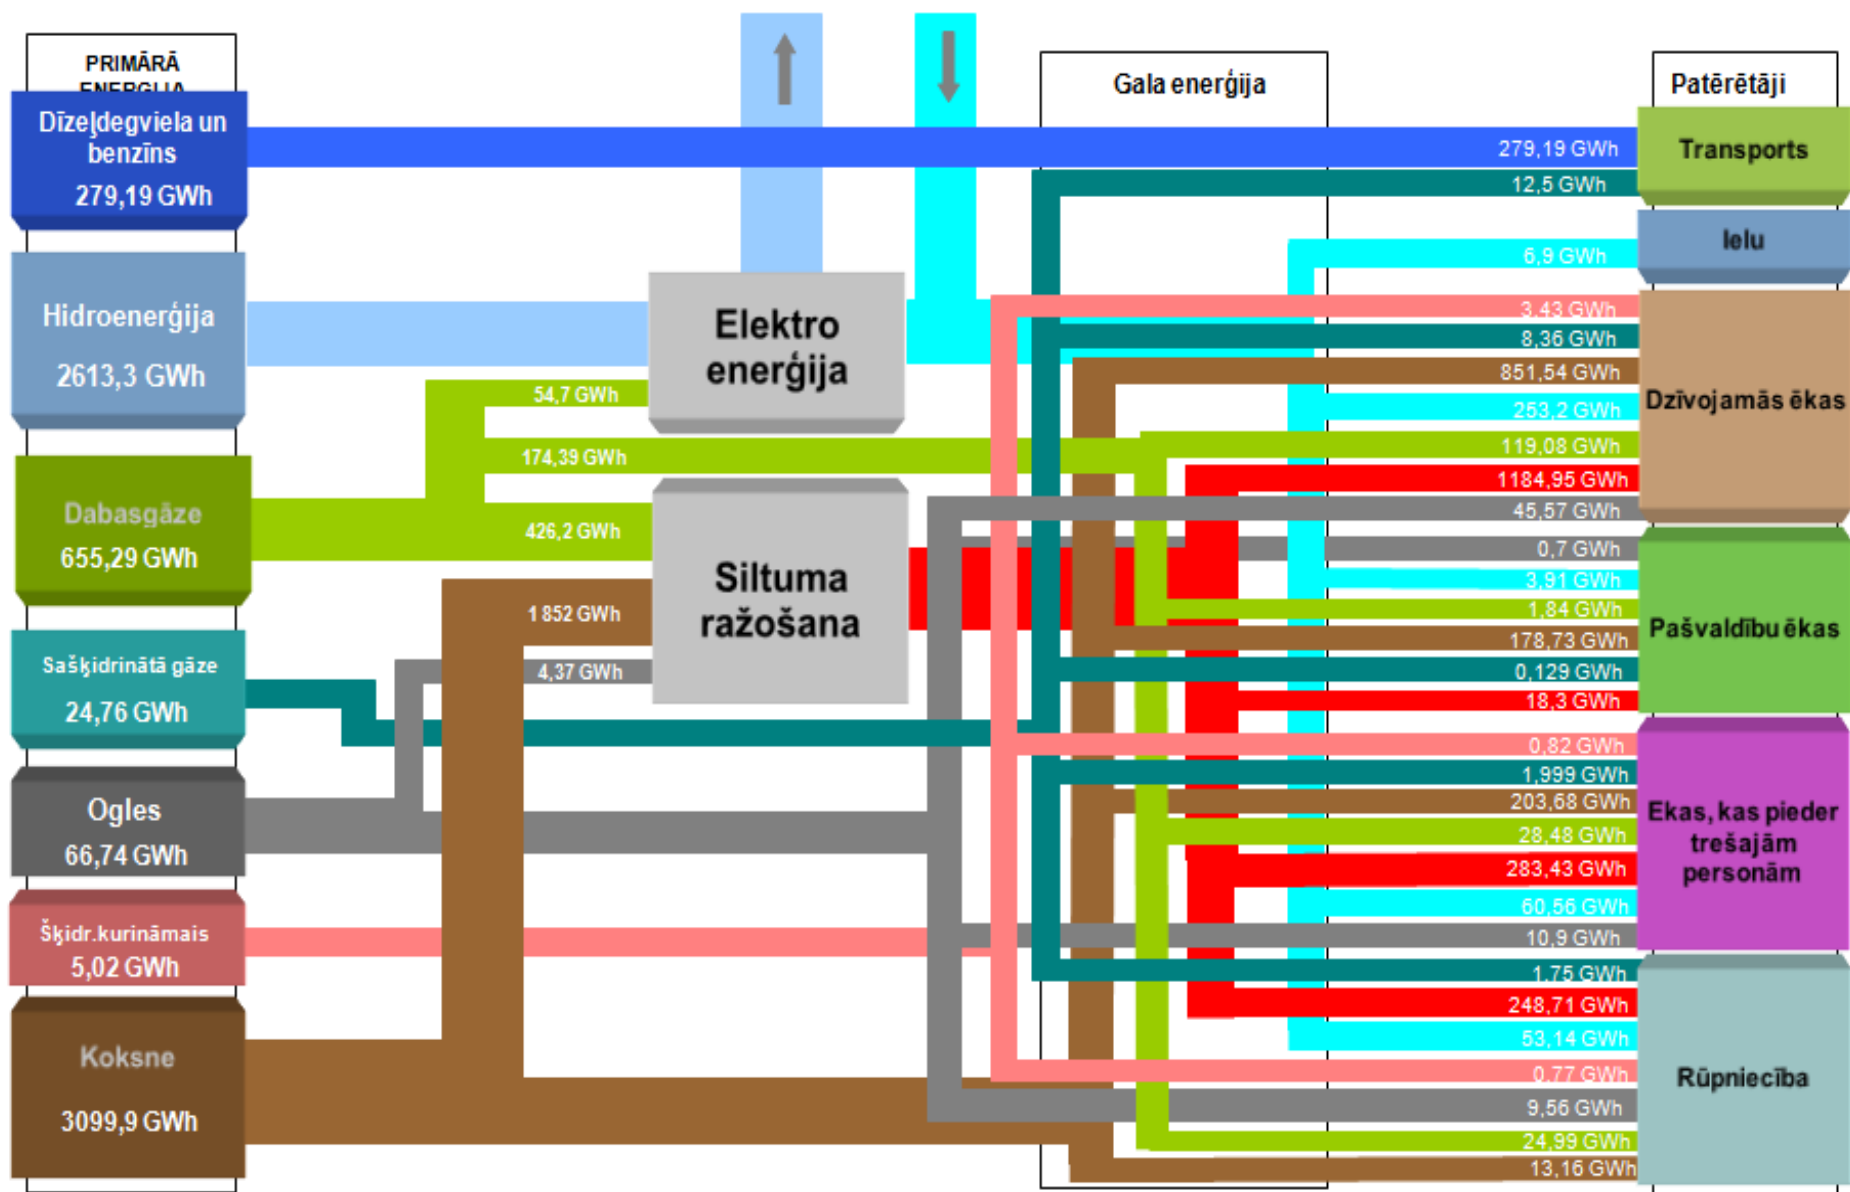 PRIMĀRĀ
ENERĢIJA
Dīzeļdegviela un
benzīns
279,19 GWh
Hidroenerģija
2613,3 GWh
Dabasgāze
655,29 GWh
Sašķidrinātā gāze
24,76 GWh
Ogles
66,74 GWh
Šķidr.kurināmais
5,02 GWh
Koksne
3099,9 GWh
54,7 GWh
174,39 GWh
426,2 GWh
1 852 GWh
4,37 GWh
Elektro
enerģija
Siltuma
ražošana
Gala enerģija
279,19 GWh
12,5 GWh
6,9 GWh
3,43 GWh
8,36 GWh
851,54 GWh
253,2 GWh
119,08 GWh
1184,95 GWh
45,57 GWh
0,7 GWh
3,91 GWh
1,84 GWh
178,73 GWh
0,129 GWh
18,3 GWh
0,82 GWh
1,999 GWh
203,68 GWh
28,48 GWh
283,43 GWh
60,56 GWh
10,9 GWh
1,75 GWh
248,71 GWh
53,14 GWh
0,77 GWh
9,56 GWh
24,99 GWh
13,16 GWh
Patērētāji
Transports
Ielu
Dzīvojamās ēkas
Pašvaldību ēkas
Ekas, kas pieder
trešajām
personām
Rūpniecība